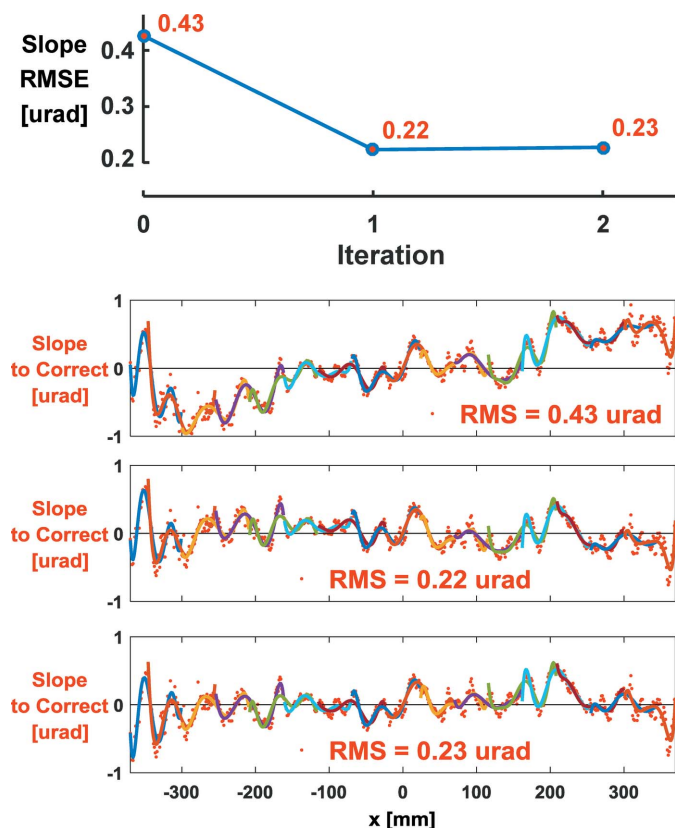 Slope
RMSE
[urad]
0.4
0.3
0.2
0.43
0.22
0.23
0
1
2
Iteration
1
0
-1
Slope
to Correct
[urad]
RMS = 0.43 urad
1
0
-1
Slope
to Correct
[urad]
RMS = 0.22 urad
1
0
-1
Slope
to Correct
[urad]
RMS = 0.23 urad
-300 -200 -100 0 100 200 300
x [mm]